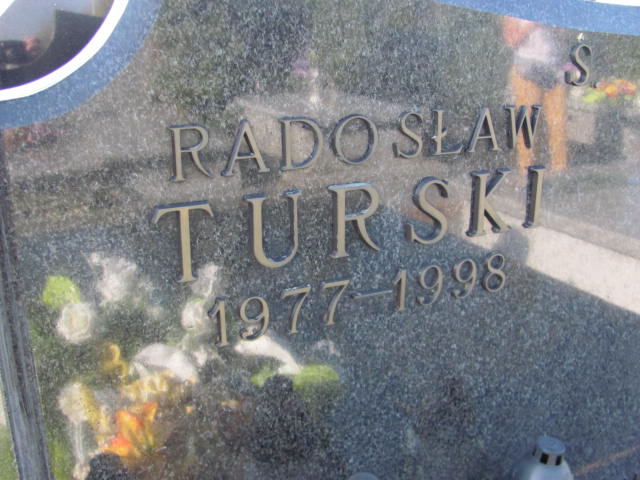 S.
RADOSŁAW
TURSKI
1977-1998